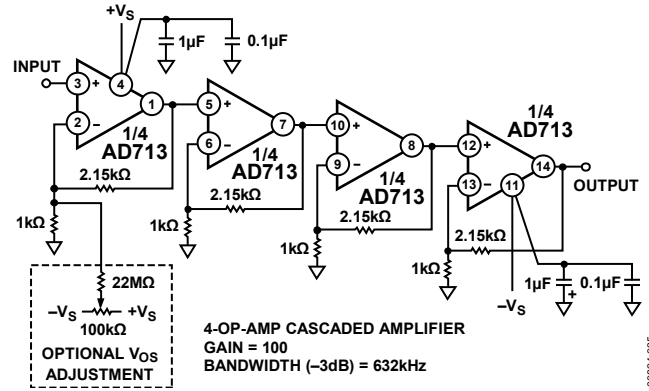 +VS
1µF
0.1µF
INPUT
3
+
4
1
2
–
1/4
AD713
5
+
7
6
–
1/4
AD713
10
+
8
9
–
1/4
AD713
12
+
14
13
–
11
1/4
AD713
OUTPUT
2.15kΩ
1kΩ
2.15kΩ
1kΩ
2.15kΩ
1kΩ
2.15kΩ
1kΩ
22MΩ
–VS
+VS
100kΩ
OPTIONAL VOS
ADJUSTMENT
–VS
1µF
+
0.1µF
4-OP-AMP CASCADED AMPLIFIER
GAIN = 100
BANDWIDTH (–3dB) = 632kHz